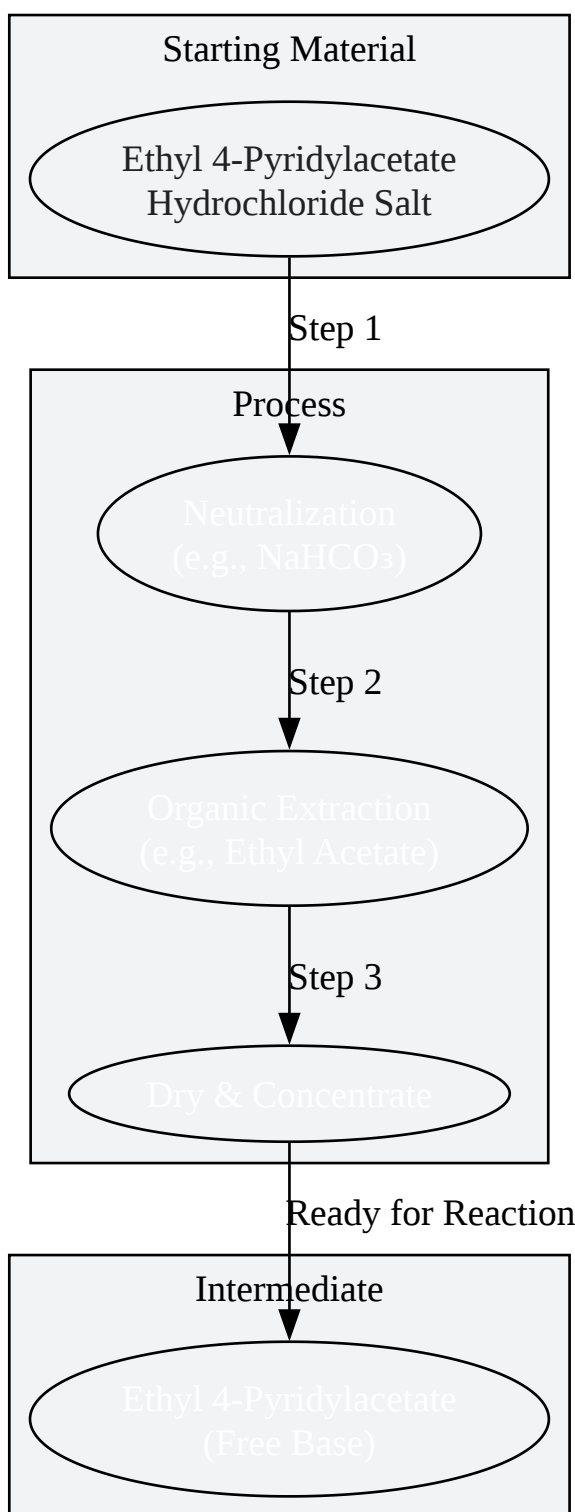 Starting Material
Ethyl 4-Pyridylacetate
Hydrochloride Salt
Step 1
Process
Neutralization
(e.g., NaHCO₃)
Step 2
Organic Extraction
(e.g., Ethyl Acetate)
Step 3
Dry & Concentrate
Ready for Reaction
Intermediate
Ethyl 4-Pyridylacetate
(Free Base)